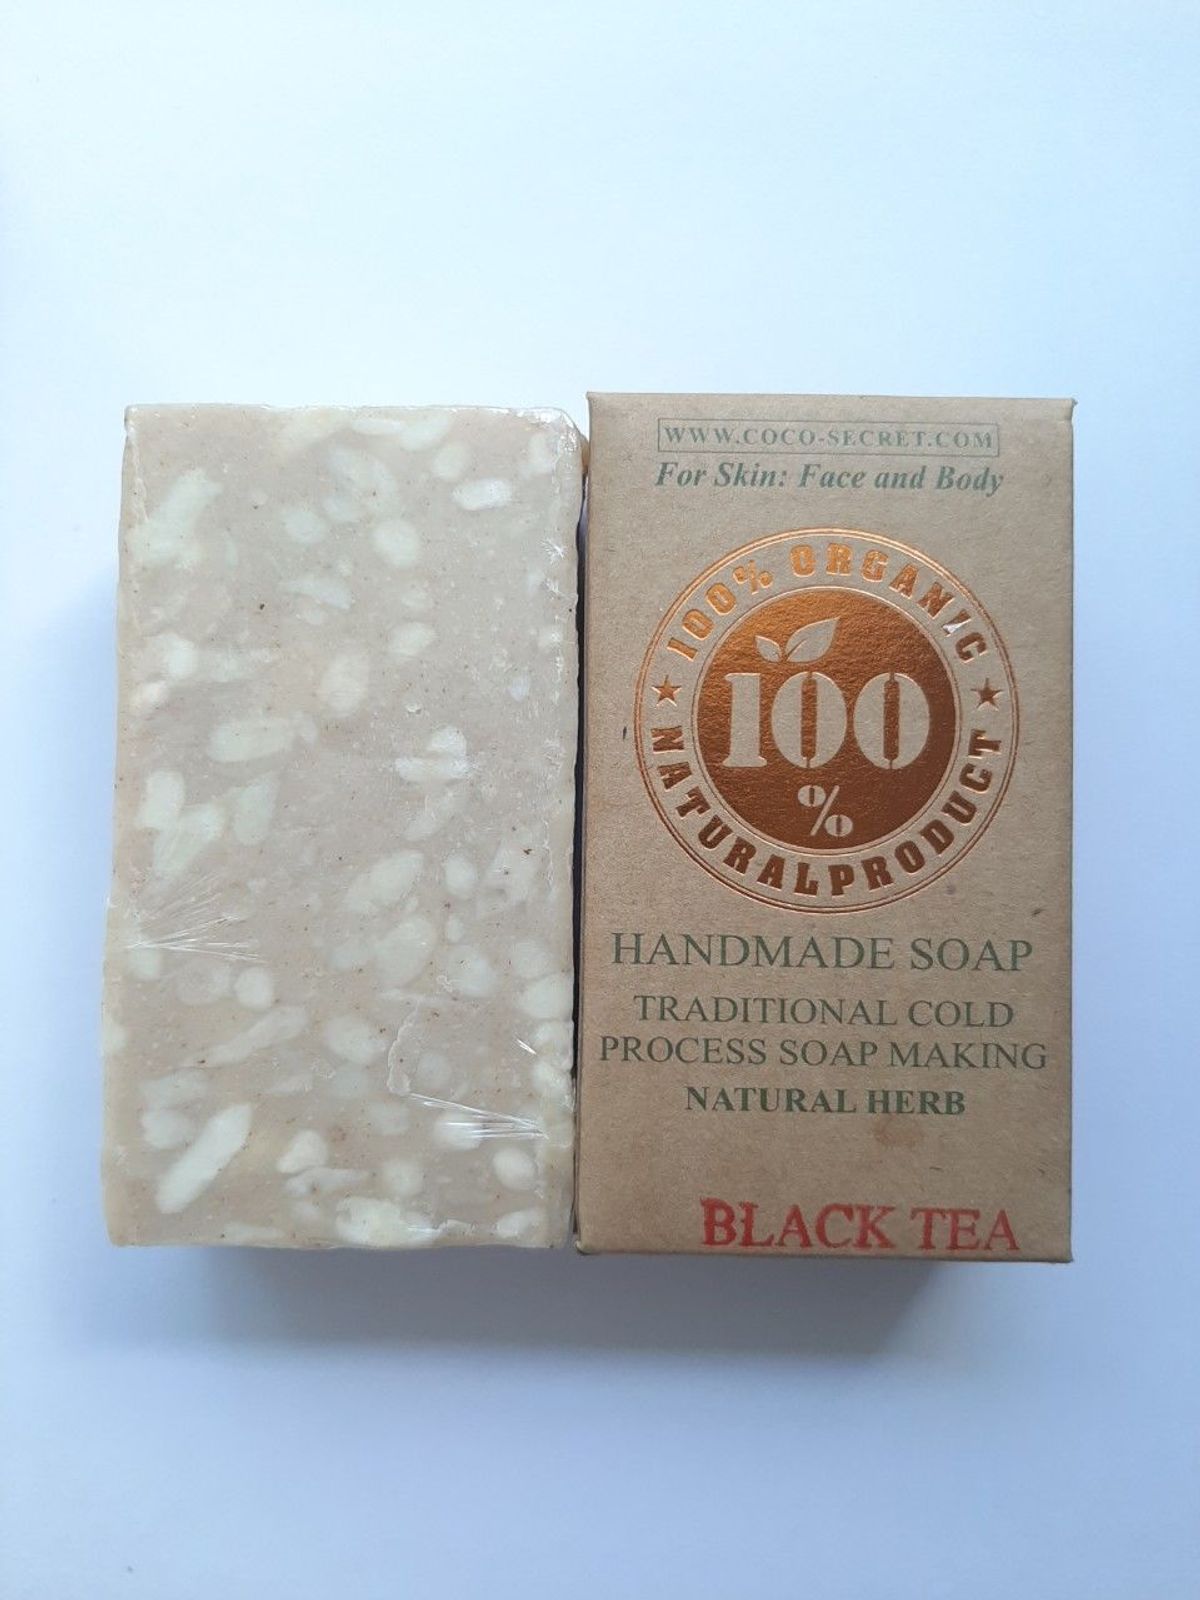 WWW.COCO-SECRET.COM
For Skin: Face and Body
100% ORGANIC
100
%
NATURALPRODUCT
HANDMADE SOAP
TRADITIONAL COLD
PROCESS SOAP MAKING
NATURAL HERB
BLACK TEA